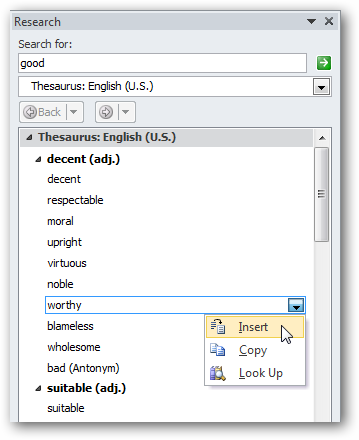 Research
Search for:
good
Thesaurus: English (U.S.)
Back
Thesaurus: English (U.S.)
decent (adj.)
decent
respectable
moral
upright
virtuous
noble
worthy
Insert
blameless
Copy
wholesome
Look Up
bad (Antonym)
suitable (adj.)
suitable